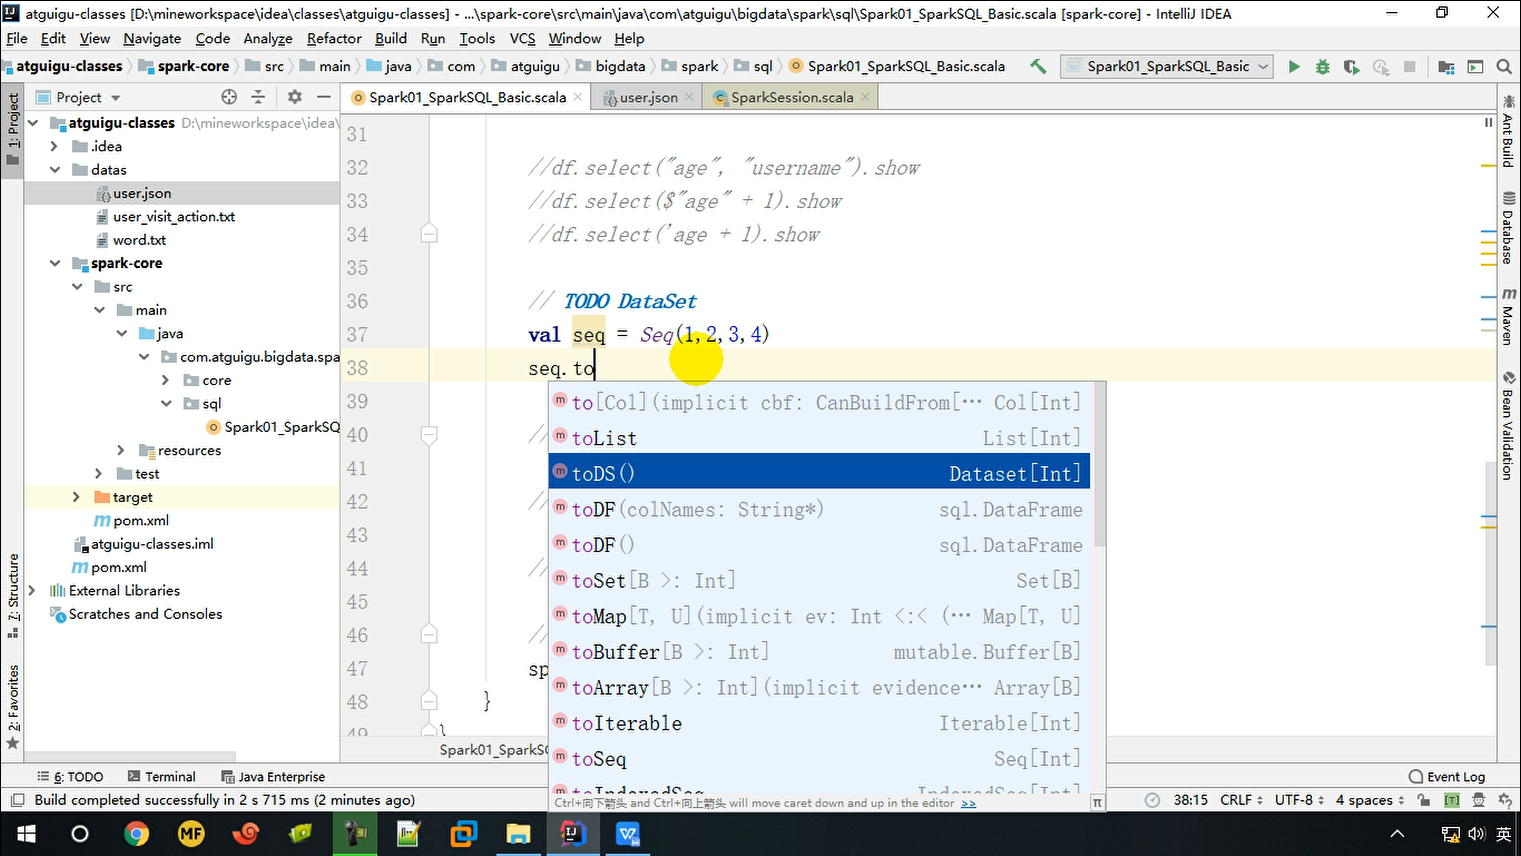 atguigu-classes [D:\mineworkspace\idea\classes\atguigu-classes] - ...\spark-core\src\main\java\com\atguigu\bigdata\spark\sql\Spark01_SparkSQL_Basic.scala [spark-core] - IntelliJ IDEA
File Edit View Navigate Code Analyze Refactor Build Run Tools VCS Window Help
atguigu-classes spark-core src main java com atguigu bigdata spark sql Spark01_SparkSQL_Basic.scala Spark01_SparkSQL_Basic
Project Spark01_SparkSQL_Basic.scala user.json SparkSession.scala
1: Project
7: Structure
2: Favorites
atguigu-classes D:\mineworkspace\idea\
.idea
datas
user.json
user_visit_action.txt
word.txt
spark-core
src
main
java
com.atguigu.bigdata.spa
core
sql
Spark01_SparkSQ
resources
test
target
pom.xml
atguigu-classes.iml
pom.xml
External Libraries
Scratches and Consoles
31
32 //df.select("age", "username").show
33 //df.select($"age" + 1).show
34 //df.select('age + 1).show
35
36 // TODO DataSet
37 val seq = Seq(1,2,3,4)
38 seq.to
39
40 //
41
42 //
43
44 //
45
46 //
47 sp
48 }
49 }
to[Col](implicit cbf: CanBuildFrom[… Col[Int]
toList List[Int]
toDS() Dataset[Int]
toDF(colNames: String*) sql.DataFrame
toDF() sql.DataFrame
toSet[B >: Int] Set[B]
toMap[T, U](implicit ev: Int <:< (… Map[T, U]
toBuffer[B >: Int] mutable.Buffer[B]
toArray[B >: Int](implicit evidence… Array[B]
toIterable Iterable[Int]
toSeq Seq[Int]
toIndexedSeq IndexedSeq[Int]
Ctrl+向下箭头 and Ctrl+向上箭头 will move caret down and up in the editor >> π
Spark01_SparkSQ
Ant Build
Database
Maven
Bean Validation
6: TODO Terminal Java Enterprise Event Log
Build completed successfully in 2 s 715 ms (2 minutes ago) 38:15 CRLF UTF-8 4 spaces [T]
MF 英